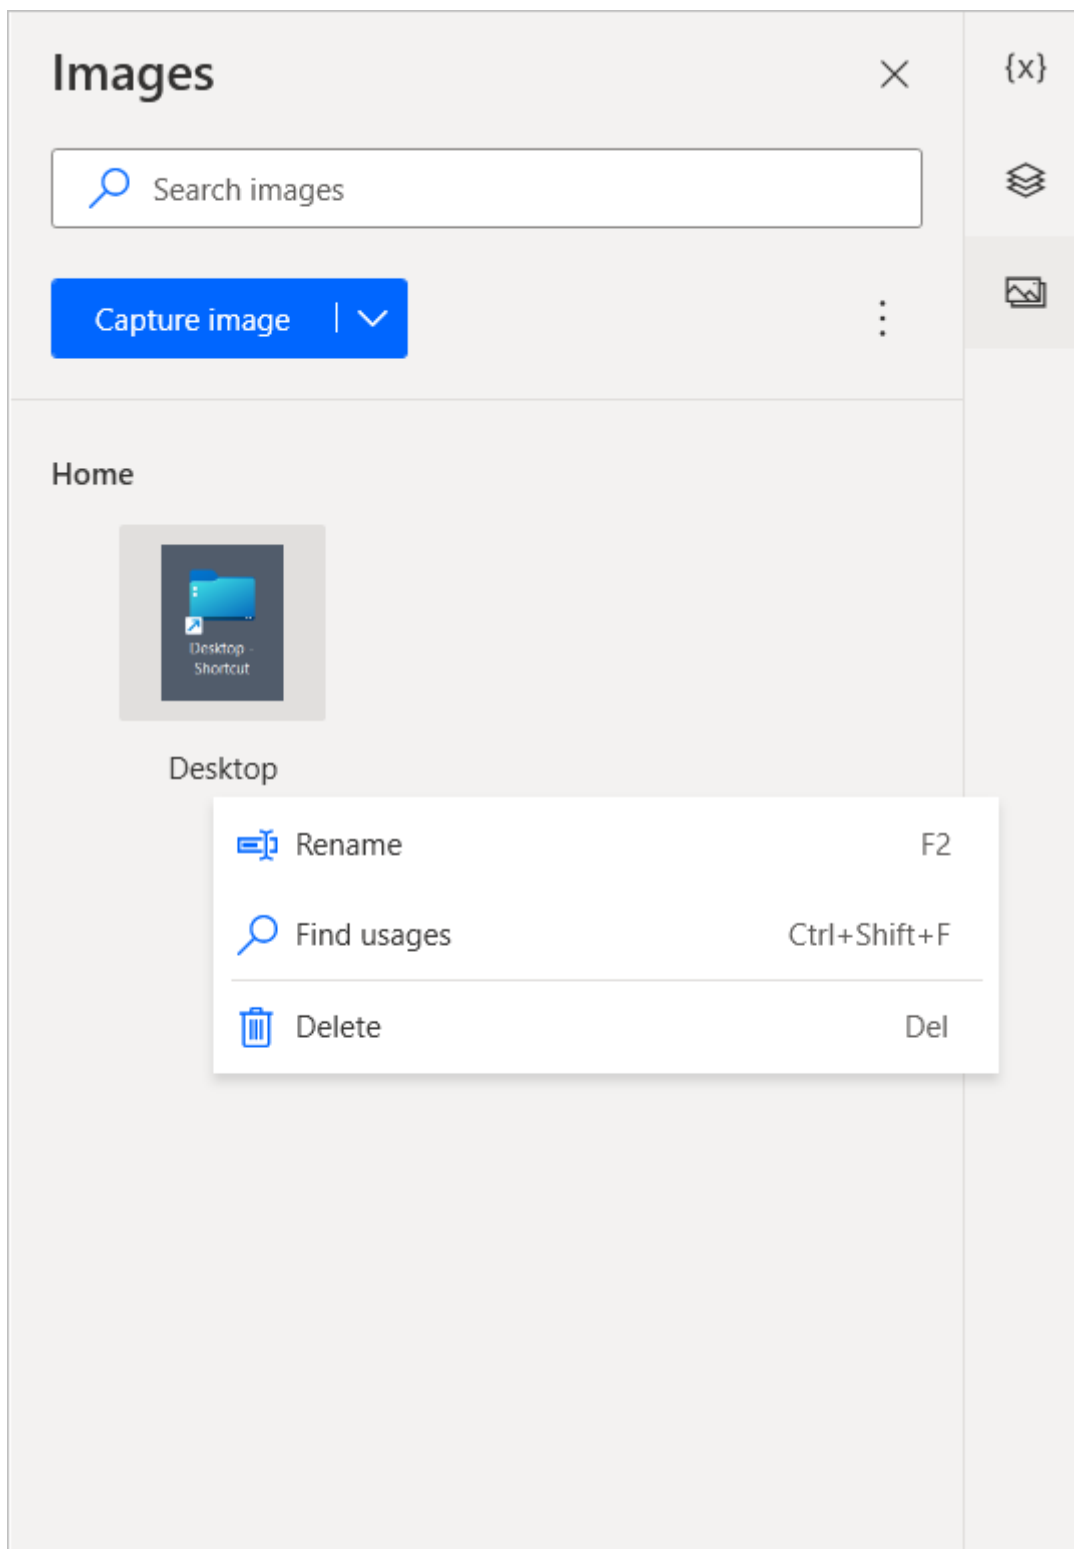 Images
{x}
Search images
Capture image
Home
Desktop -
Shortcut
Desktop
Rename F2
Find usages Ctrl+Shift+F
Delete Del